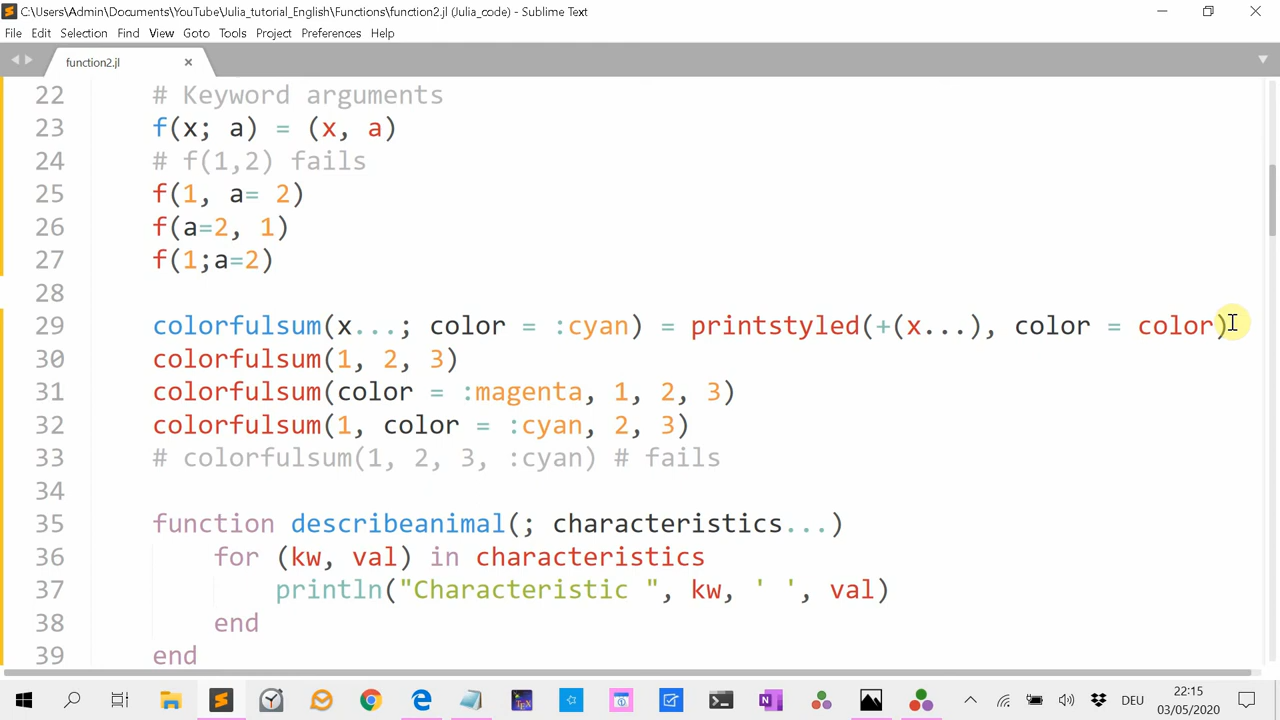 C:\Users\Admin\Documents\YouTube\Julia_tutorial_English\Functions\function2.jl (Julia_code) - Sublime Text
File Edit Selection Find View Goto Tools Project Preferences Help
function2.jl
22 # Keyword arguments
23 f(x; a) = (x, a)
24 # f(1,2) fails
25 f(1, a= 2)
26 f(a=2, 1)
27 f(1;a=2)
28
29 colorfulsum(x...; color = :cyan) = printstyled(+(x...), color = color)
30 colorfulsum(1, 2, 3)
31 colorfulsum(color = :magenta, 1, 2, 3)
32 colorfulsum(1, color = :cyan, 2, 3)
33 # colorfulsum(1, 2, 3, :cyan) # fails
34
35 function describeanimal(; characteristics...)
36 for (kw, val) in characteristics
37 println("Characteristic ", kw, ' ', val)
38 end
39 end
DEU
22:15
03/05/2020